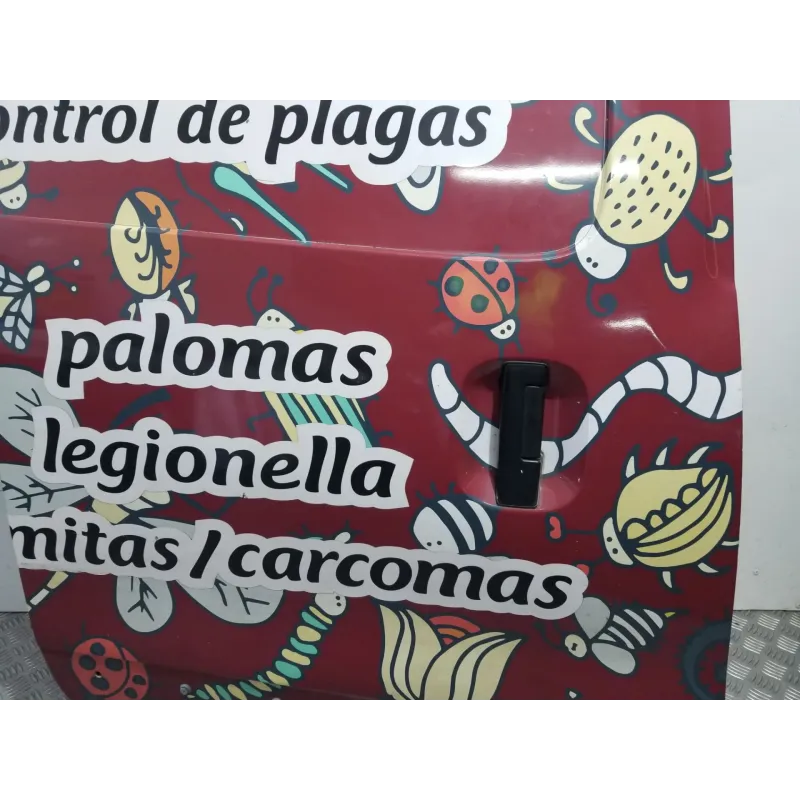 ontrol de plagas
palomas
legionella
mitas / carcomas